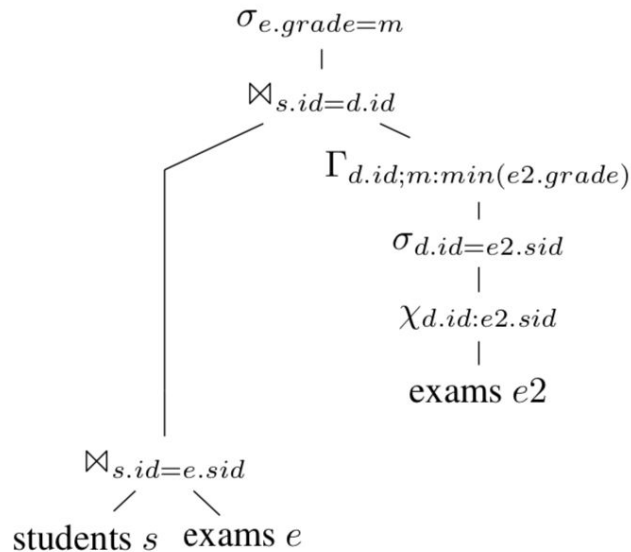 σe.grade=m
⋈s.id=d.id
Γd.id;m:min(e2.grade)
σd.id=e2.sid
χd.id:e2.sid
exams e2
⋈s.id=e.sid
students s exams e